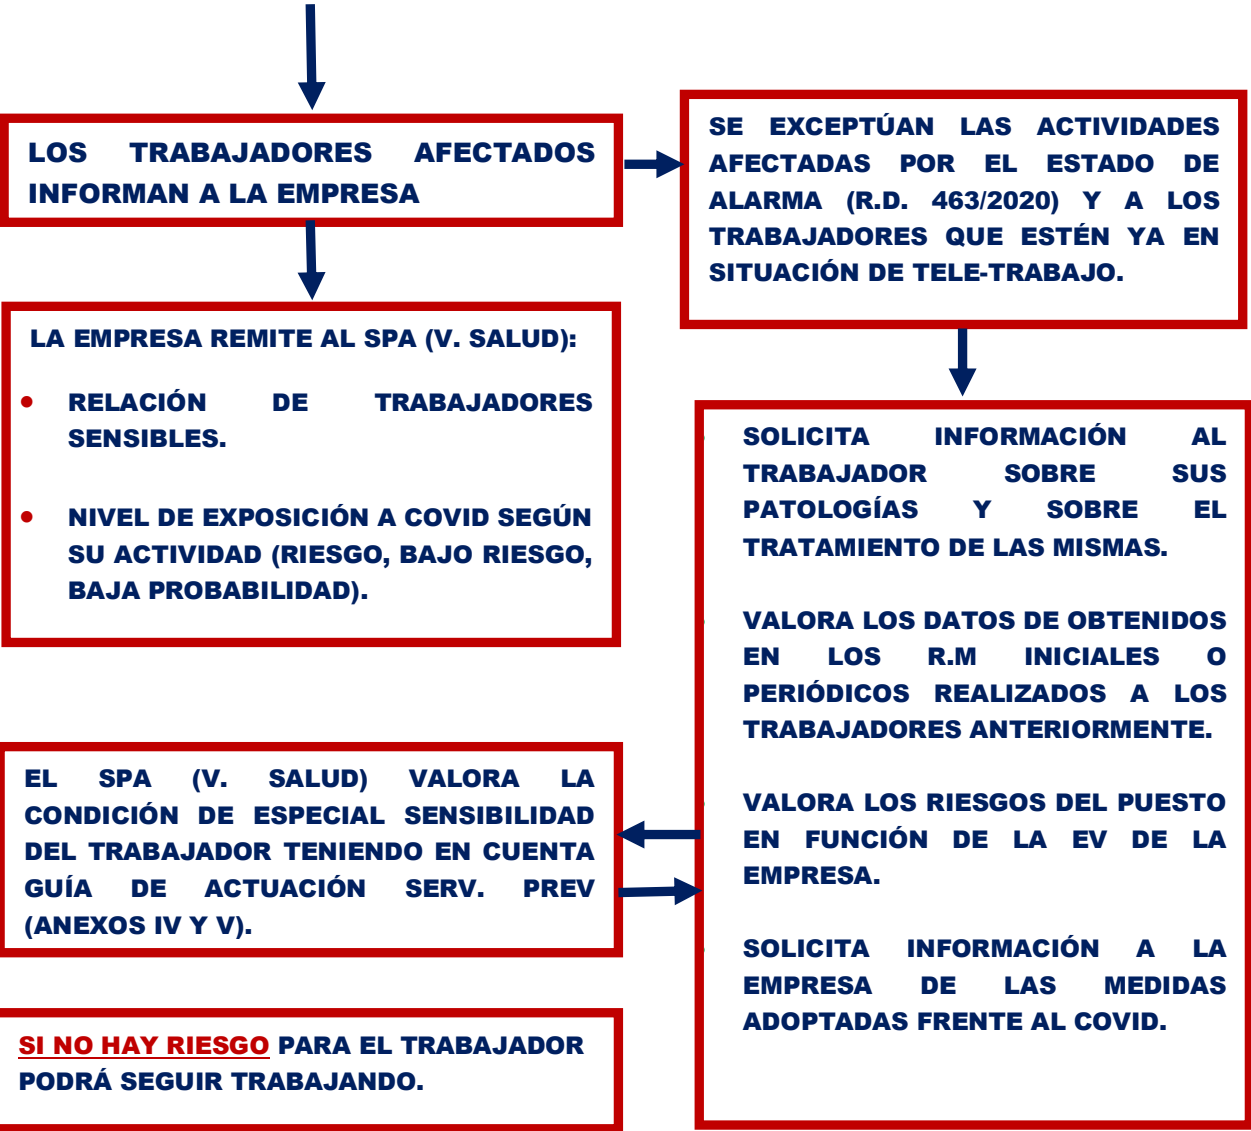 LOS TRABAJADORES AFECTADOS
INFORMAN A LA EMPRESA
SE EXCEPTÚAN LAS ACTIVIDADES
AFECTADAS POR EL ESTADO DE
ALARMA (R.D. 463/2020) Y A LOS
TRABAJADORES QUE ESTÉN YA EN
SITUACIÓN DE TELE-TRABAJO.
LA EMPRESA REMITE AL SPA (V. SALUD):
• RELACIÓN DE TRABAJADORES
SENSIBLES.
• NIVEL DE EXPOSICIÓN A COVID SEGÚN
SU ACTIVIDAD (RIESGO, BAJO RIESGO,
BAJA PROBABILIDAD).
SOLICITA INFORMACIÓN AL
TRABAJADOR SOBRE SUS
PATOLOGÍAS Y SOBRE EL
TRATAMIENTO DE LAS MISMAS.
VALORA LOS DATOS DE OBTENIDOS
EN LOS R.M INICIALES O
PERIÓDICOS REALIZADOS A LOS
TRABAJADORES ANTERIORMENTE.
VALORA LOS RIESGOS DEL PUESTO
EN FUNCIÓN DE LA EV DE LA
EMPRESA.
SOLICITA INFORMACIÓN A LA
EMPRESA DE LAS MEDIDAS
ADOPTADAS FRENTE AL COVID.
EL SPA (V. SALUD) VALORA LA
CONDICIÓN DE ESPECIAL SENSIBILIDAD
DEL TRABAJADOR TENIENDO EN CUENTA
GUÍA DE ACTUACIÓN SERV. PREV
(ANEXOS IV Y V).
SI NO HAY RIESGO PARA EL TRABAJADOR
PODRÁ SEGUIR TRABAJANDO.